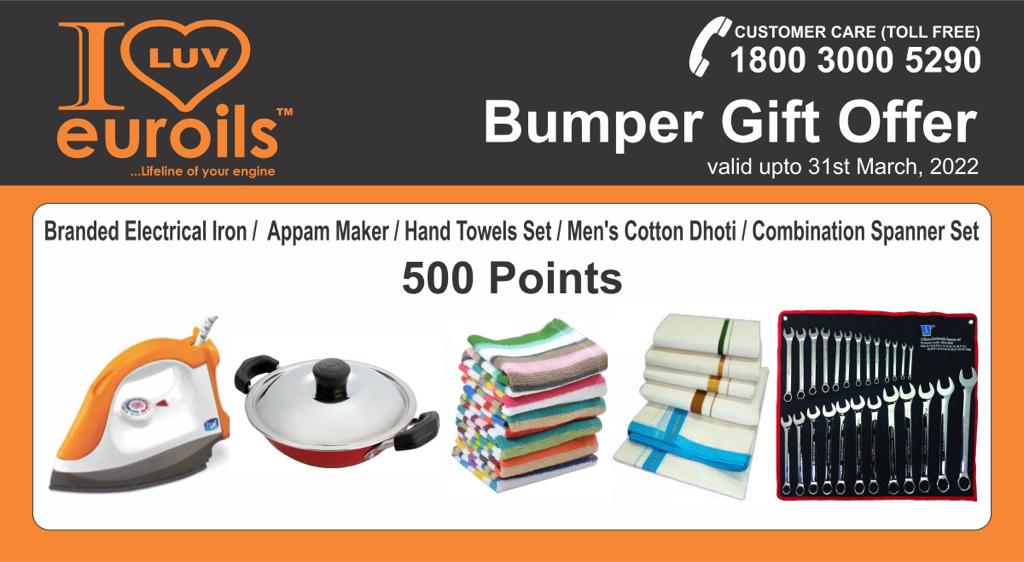 I LUV
euroils™
...Lifeline of your engine
CUSTOMER CARE (TOLL FREE)
1800 3000 5290
Bumper Gift Offer
valid upto 31st March, 2022
Branded Electrical Iron / Appam Maker / Hand Towels Set / Men's Cotton Dhoti / Combination Spanner Set
500 Points